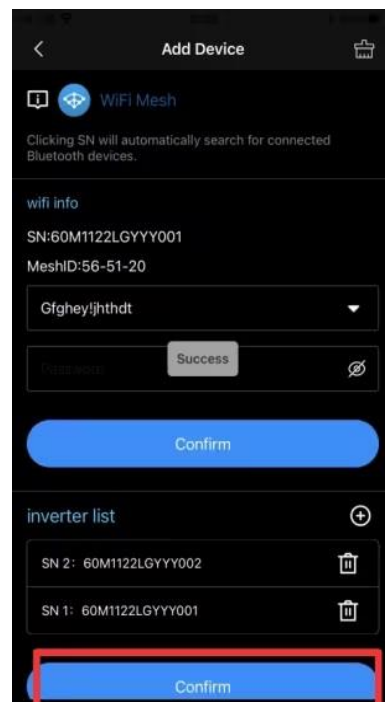 Add Device
WiFi Mesh
Clicking SN will automatically search for connected
Bluetooth devices.
wifi info
SN:60M1122LGYYY001
MeshID:56-51-20
Gfghey!jhthdt
Password
Success
Confirm
inverter list
SN 2: 60M1122LGYYY002
SN 1: 60M1122LGYYY001
Confirm